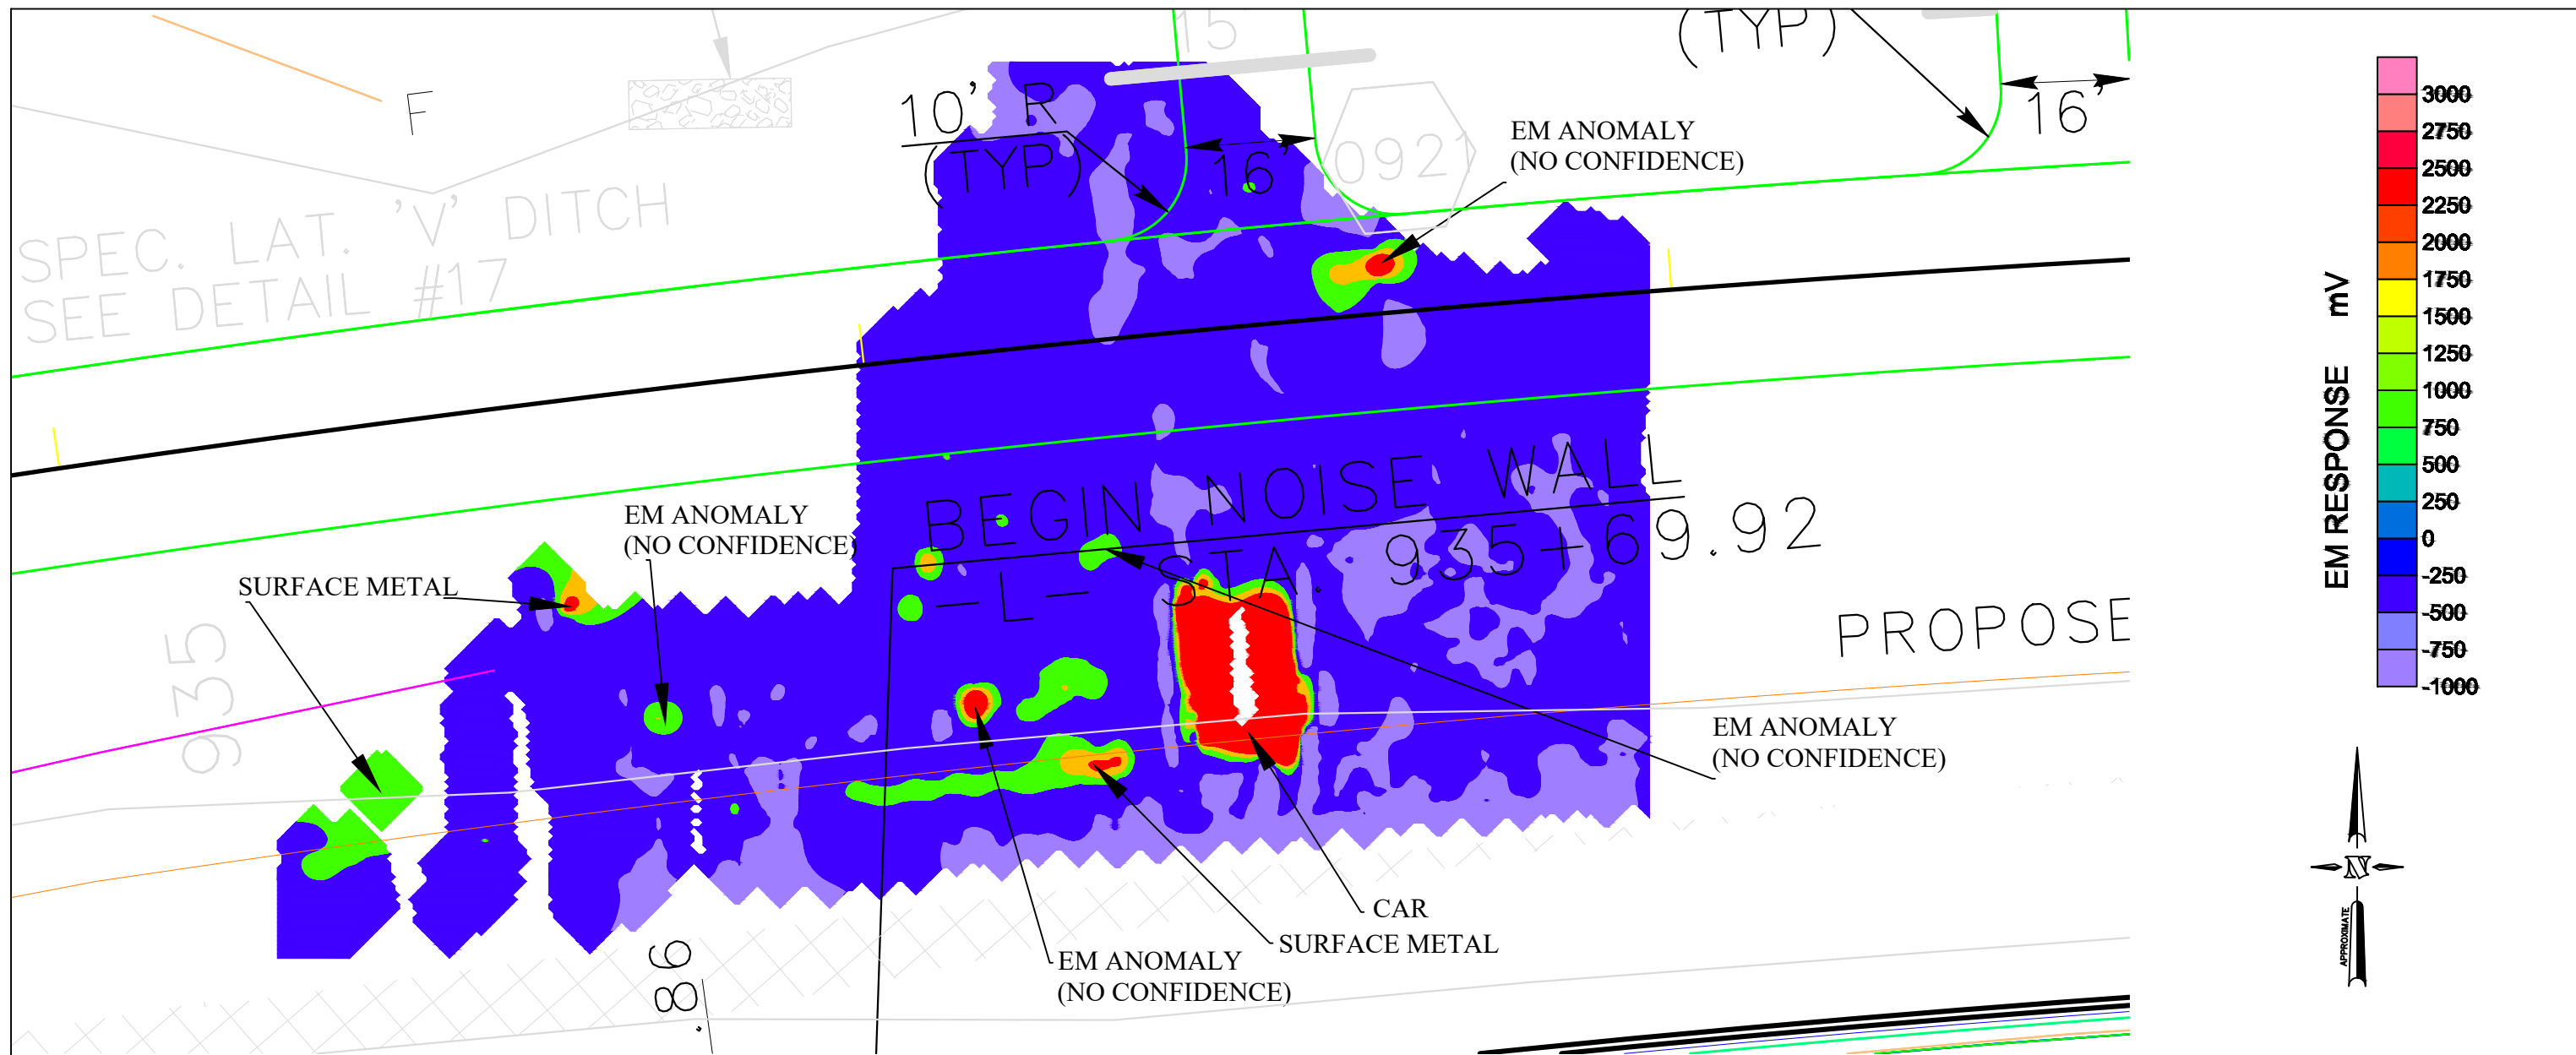 15
(TYP)
16'
F
10' R
(TYP)
16'
0921
EM ANOMALY
(NO CONFIDENCE)
SPEC. LAT. 'V' DITCH
SEE DETAIL #17
BEGIN NOISE WALL
-L- STA. 935+69.92
EM ANOMALY
(NO CONFIDENCE)
SURFACE METAL
935
PROPOSE
EM ANOMALY
(NO CONFIDENCE)
CAR
SURFACE METAL
EM ANOMALY
(NO CONFIDENCE)
.86
EM RESPONSE mV
3000
2750
2500
2250
2000
1750
1500
1250
1000
750
500
250
0
-250
-500
-750
-1000
N
APPROXIMATE